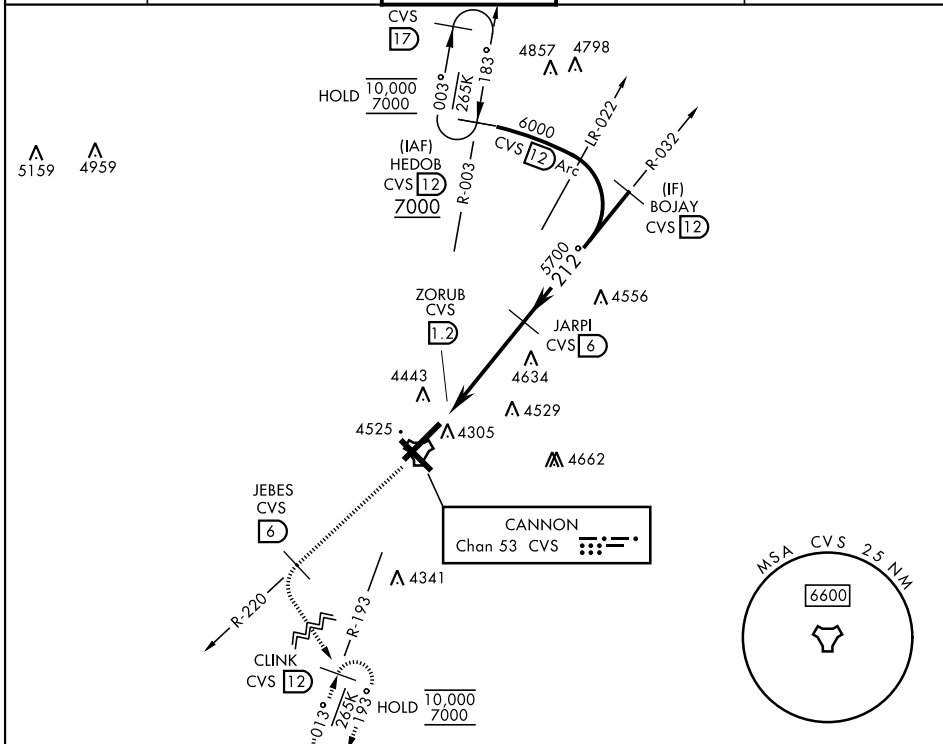 CVS
17
HOLD
10,000
7000
003°
265K
183°
4857
4798
5159
4959
(IAF)
HEDOB
CVS 12
7000
R-003
6000
CVS 12 Arc
LR-022
R-032
(IF)
BOJAY
CVS 12
5700
212°
ZORUB
CVS
1.2
4556
JARPI
CVS 6
4634
4443
4529
4525
4305
4662
JEBES
CVS
6
CANNON
Chan 53 CVS
R-220
R-193
4341
CLINK
CVS 12
013°
265K
193°
HOLD
10,000
7000
MSA CVS 25 NM
6600